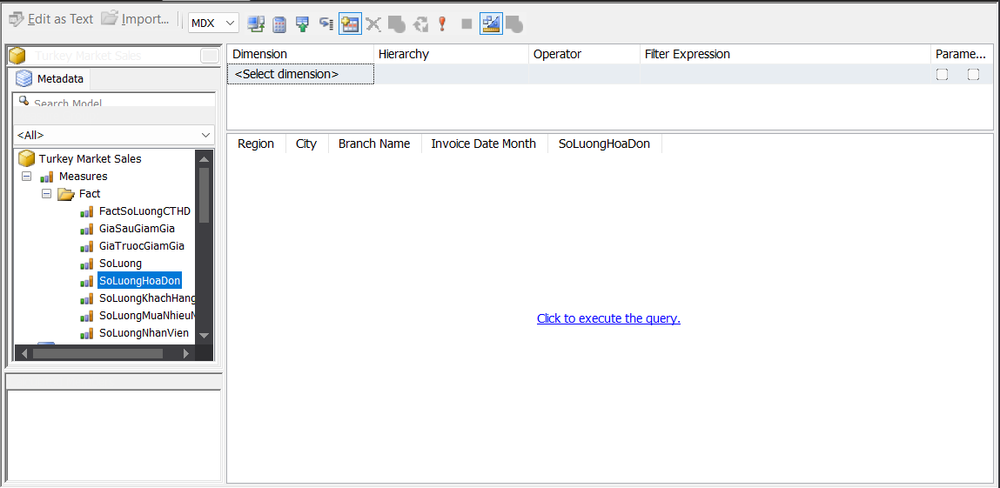 Edit as Text Import... MDX
Turkey Market Sales
Metadata
Search Model
<All>
Turkey Market Sales
Measures
Fact
FactSoLuongCTHD
GiaSauGiamGia
GiaTruocGiamGia
SoLuong
SoLuongHoaDon
SoLuongKhachHang
SoLuongMuaNhieuN
SoLuongNhanVien
Dimension Hierarchy Operator Filter Expression Parame...
<Select dimension>
Region City Branch Name Invoice Date Month SoLuongHoaDon
Click to execute the query.